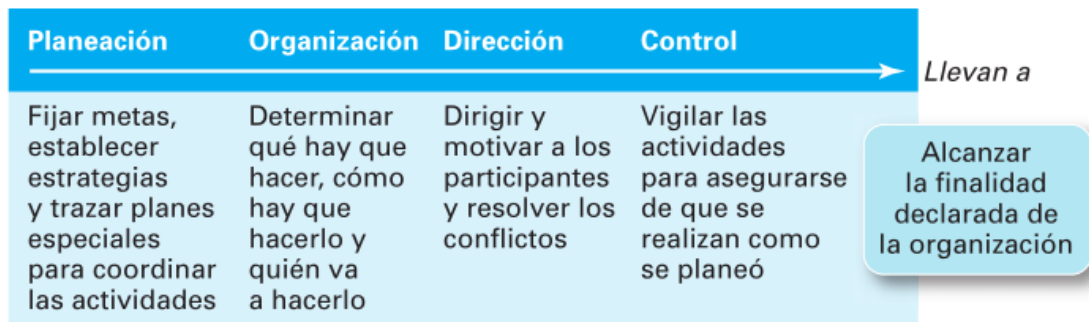 Planeación Organización Dirección Control
Llevan a
Fijar metas,
establecer
estrategias
y trazar planes
especiales
para coordinar
las actividades
Determinar
qué hay que
hacer, cómo
hay que
hacerlo y
quién va
a hacerlo
Dirigir y
motivar a los
participantes
y resolver los
conflictos
Vigilar las
actividades
para asegurarse
de que se
realizan como
se planeó
Alcanzar
la finalidad
declarada de
la organización